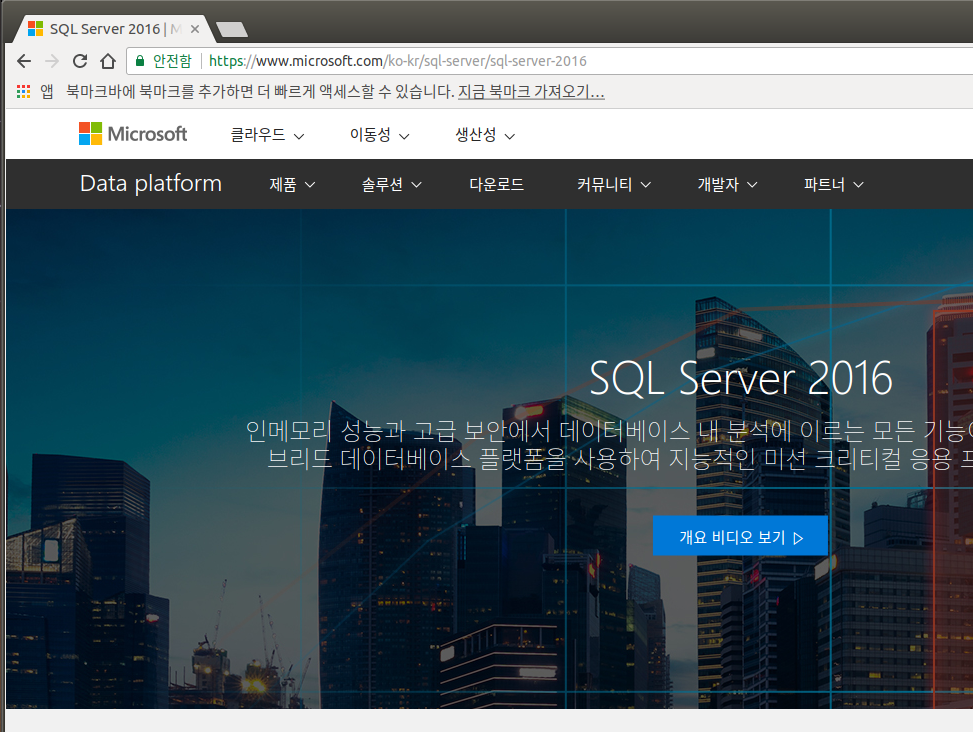 SQL Server 2016 | M
안전함 https://www.microsoft.com/ko-kr/sql-server/sql-server-2016
앱 북마크바에 북마크를 추가하면 더 빠르게 액세스할 수 있습니다. 지금 북마크 가져오기...
Microsoft 클라우드 이동성 생산성
Data platform 제품 솔루션 다운로드 커뮤니티 개발자 파트너
SQL Server 2016
인메모리 성능과 고급 보안에서 데이터베이스 내 분석에 이르는 모든 기능이
브리드 데이터베이스 플랫폼을 사용하여 지능적인 미션 크리티컬 응용 프
개요 비디오 보기